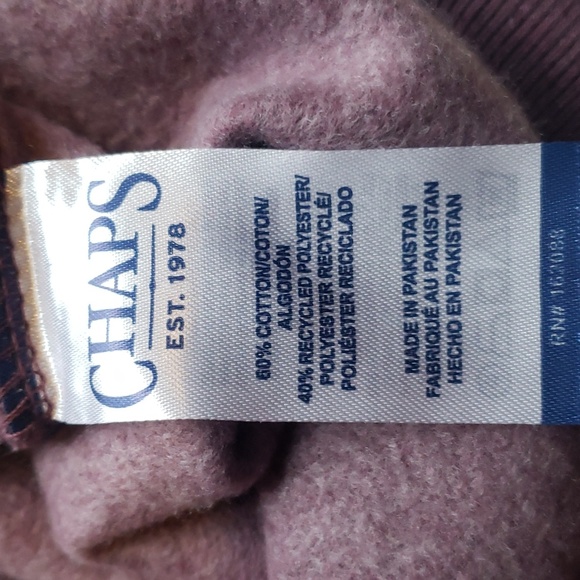 CHAPS
EST. 1978
60% COTTON/COTON/
ALGODÓN
40% RECYCLED POLYESTER/
POLYESTER RECYCLÉ/
POLIÉSTER RECICLADO
MADE IN PAKISTAN
FABRIQUÉ AU PAKISTAN
HECHO EN PAKISTAN